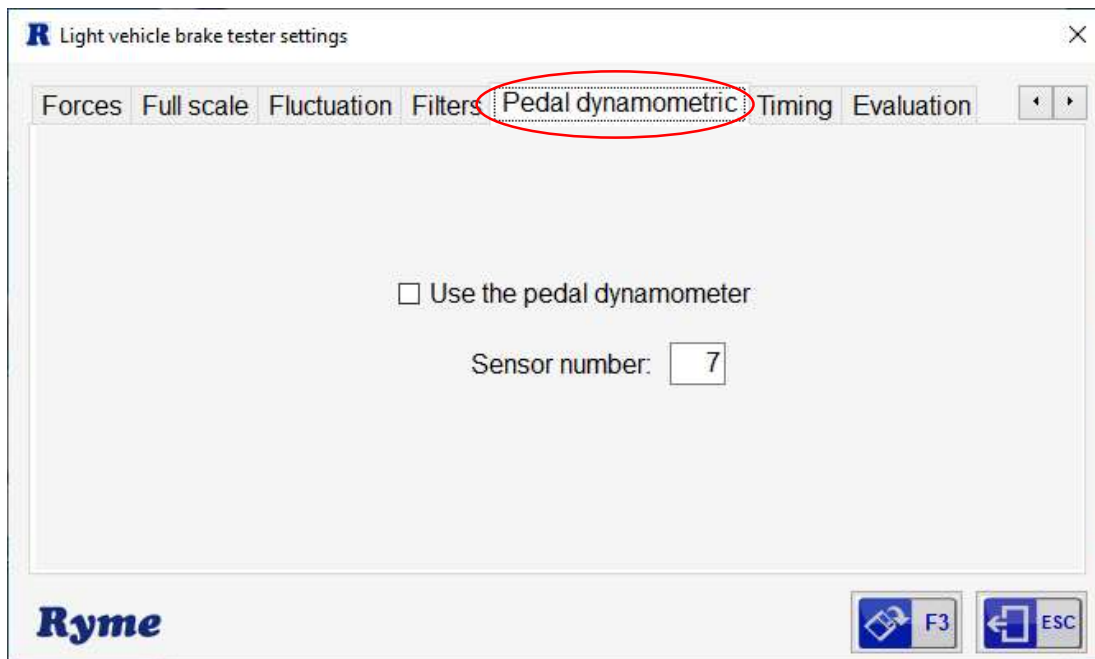 R Light vehicle brake tester settings
Forces Full scale Fluctuation Filters Pedal dynamometric Timing Evaluation
Use the pedal dynamometer
Sensor number: 7
Ryme F3 ESC